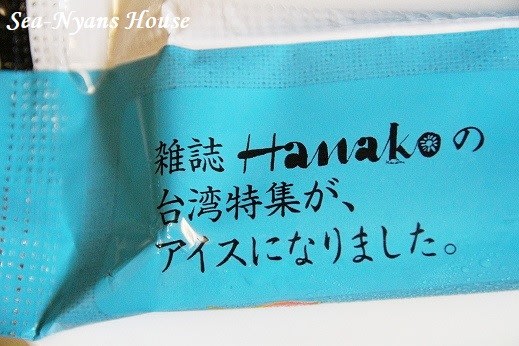 Sea-Nyans House
雑誌 Hanakoの
台湾特集が、
アイスになりました。